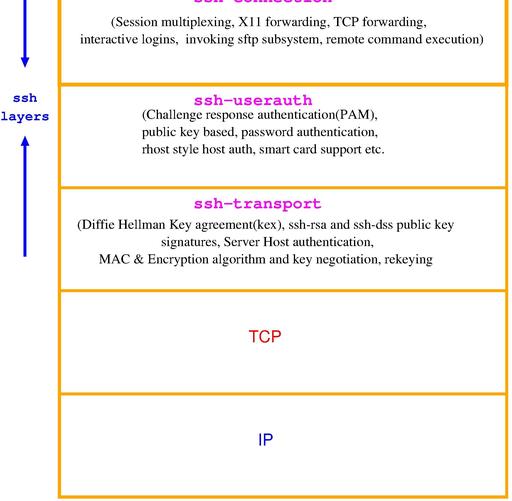 (Session multiplexing, X11 forwarding, TCP forwarding,
interactive logins, invoking sftp subsystem, remote command execution)
ssh
layers
ssh-userauth
(Challenge response authentication(PAM),
public key based, password authentication,
rhost style host auth, smart card support etc.
ssh-transport
(Diffie Hellman Key agreement(kex), ssh-rsa and ssh-dss public key
signatures, Server Host authentication,
MAC & Encryption algorithm and key negotiation, rekeying
TCP
IP